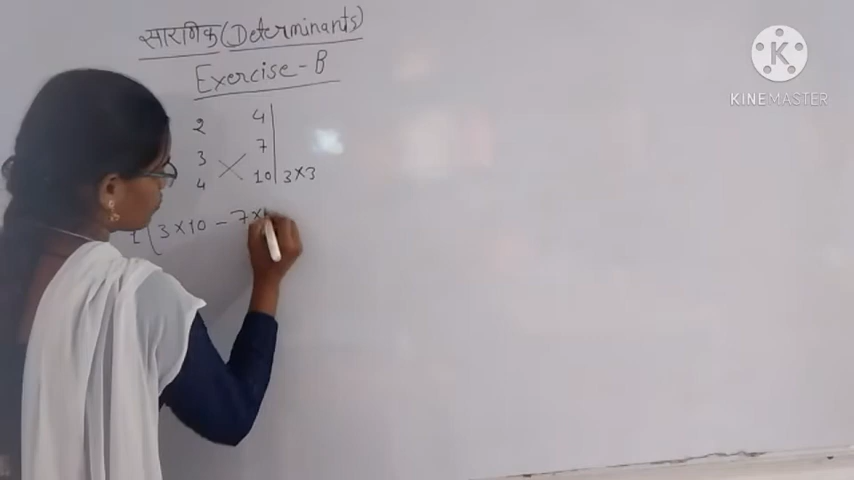 सारणिक (Determinants)
Exercise-B
2 4
3 7
4 10 3×3
1 (3×10 - 7×
KINEMASTER